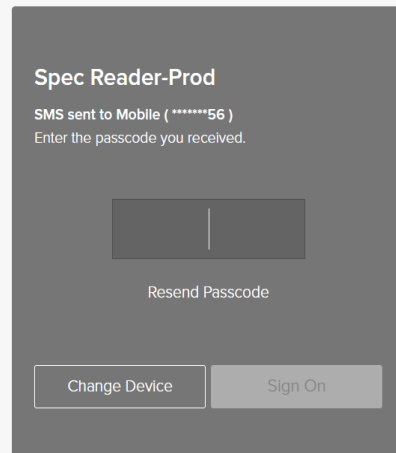 Spec Reader-Prod
SMS sent to Mobile ( *******56 )
Enter the passcode you received.
Resend Passcode
Change Device
Sign On